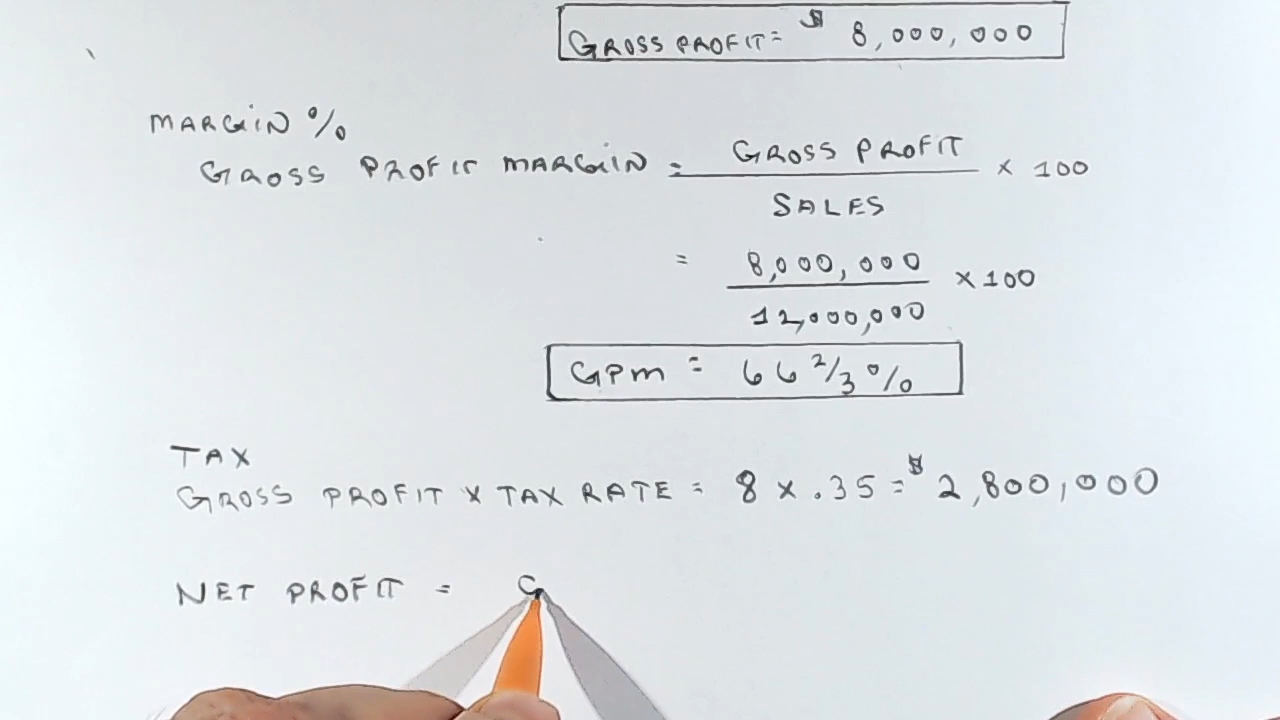 GROSS PROFIT = $ 8,000,000
MARGIN %
GROSS PROFIT MARGIN = GROSS PROFIT / SALES × 100
= 8,000,000 / 12,000,000 × 100
GPM = 66 2/3 %
TAX
GROSS PROFIT × TAX RATE = 8 × .35 = $ 2,800,000
NET PROFIT = G